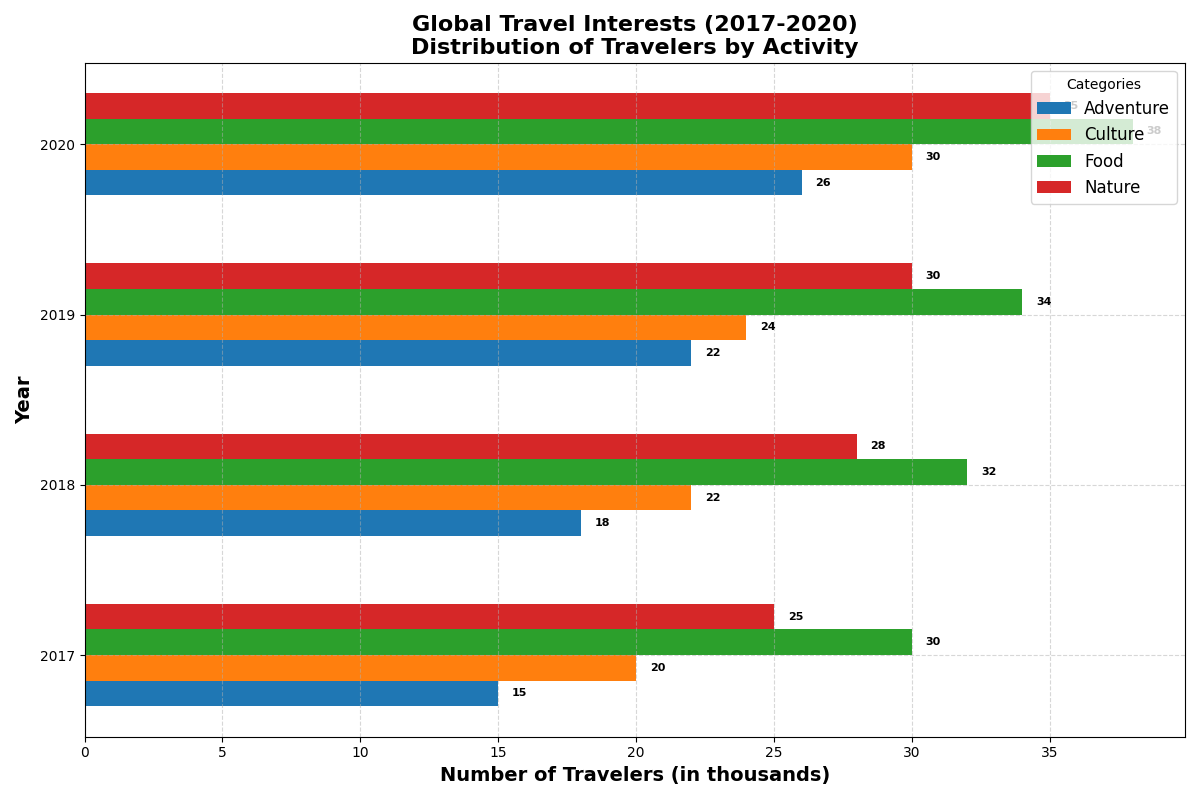 Global Travel Interests (2017-2020)
Distribution of Travelers by Activity
Categories
Adventure
Culture
Food
Nature
38
2020
30
26
30
34
2019
24
22
Year
28
32
2018
22
18
25
30
2017
20
15
0 5 10 15 20 25 30 35
Number of Travelers (in thousands)